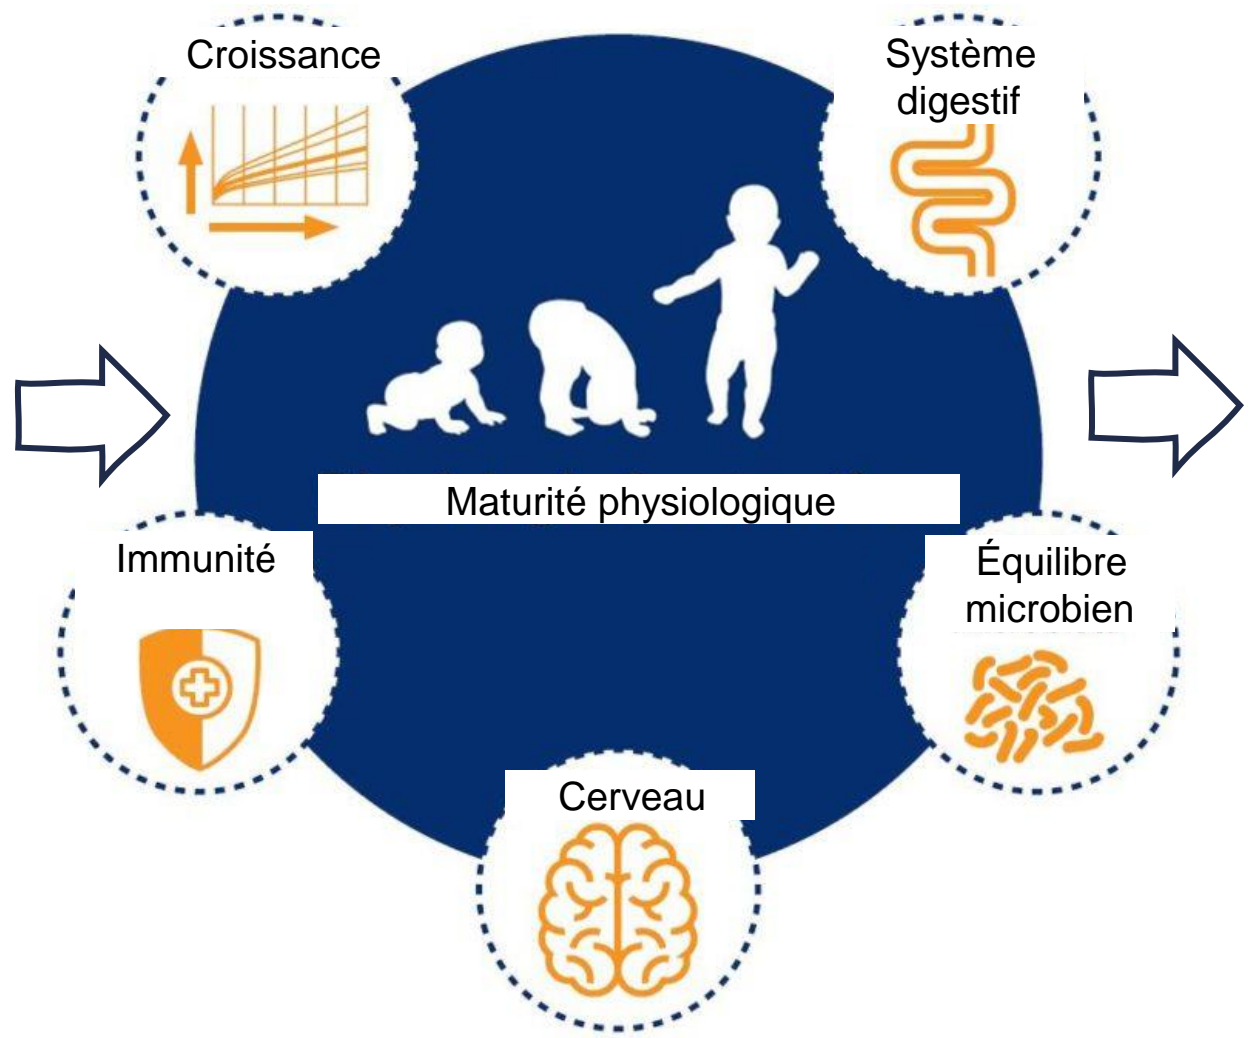 Croissance
Système
digestif
Maturité physiologique
Immunité
Équilibre
microbien
Cerveau